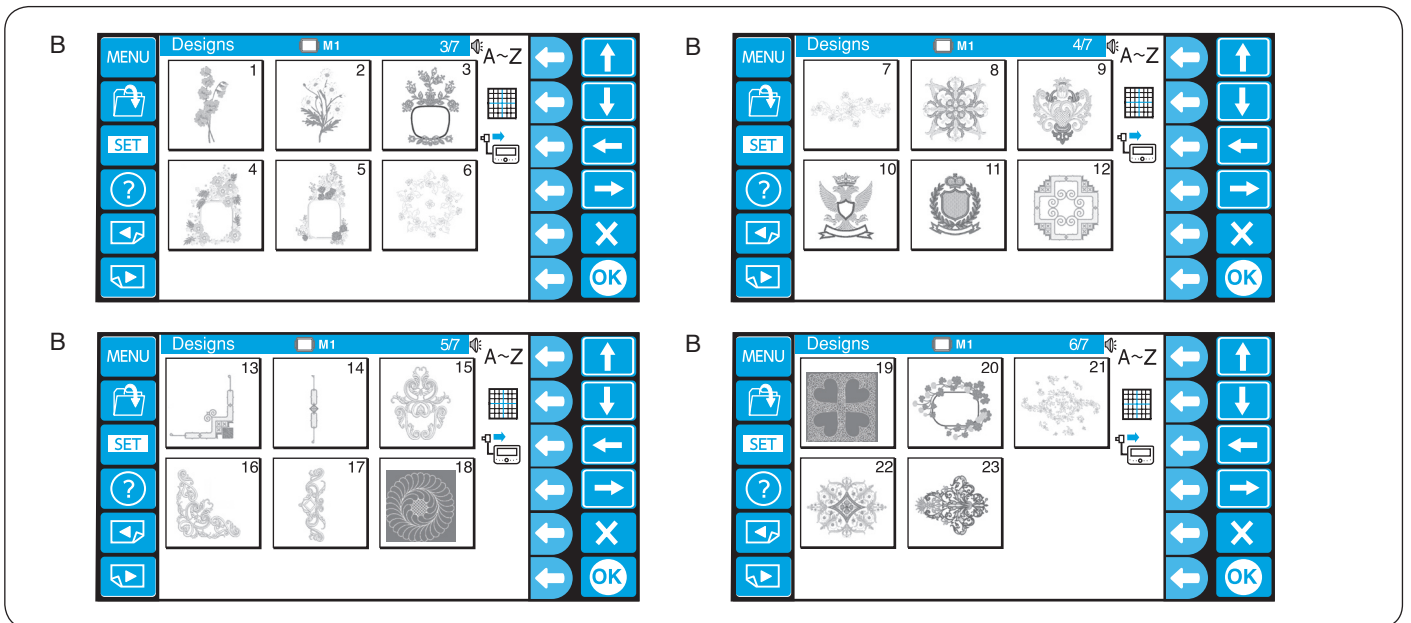 B
MENU
Designs M1 3/7
A~Z
1 2 3
SET
?
4 5 6
X
OK
B
MENU
Designs M1 4/7
A~Z
7 8 9
SET
?
10 11 12
X
OK
B
MENU
Designs M1 5/7
A~Z
13 14 15
SET
?
16 17 18
X
OK
B
MENU
Designs M1 6/7
A~Z
19 20 21
SET
?
22 23
X
OK